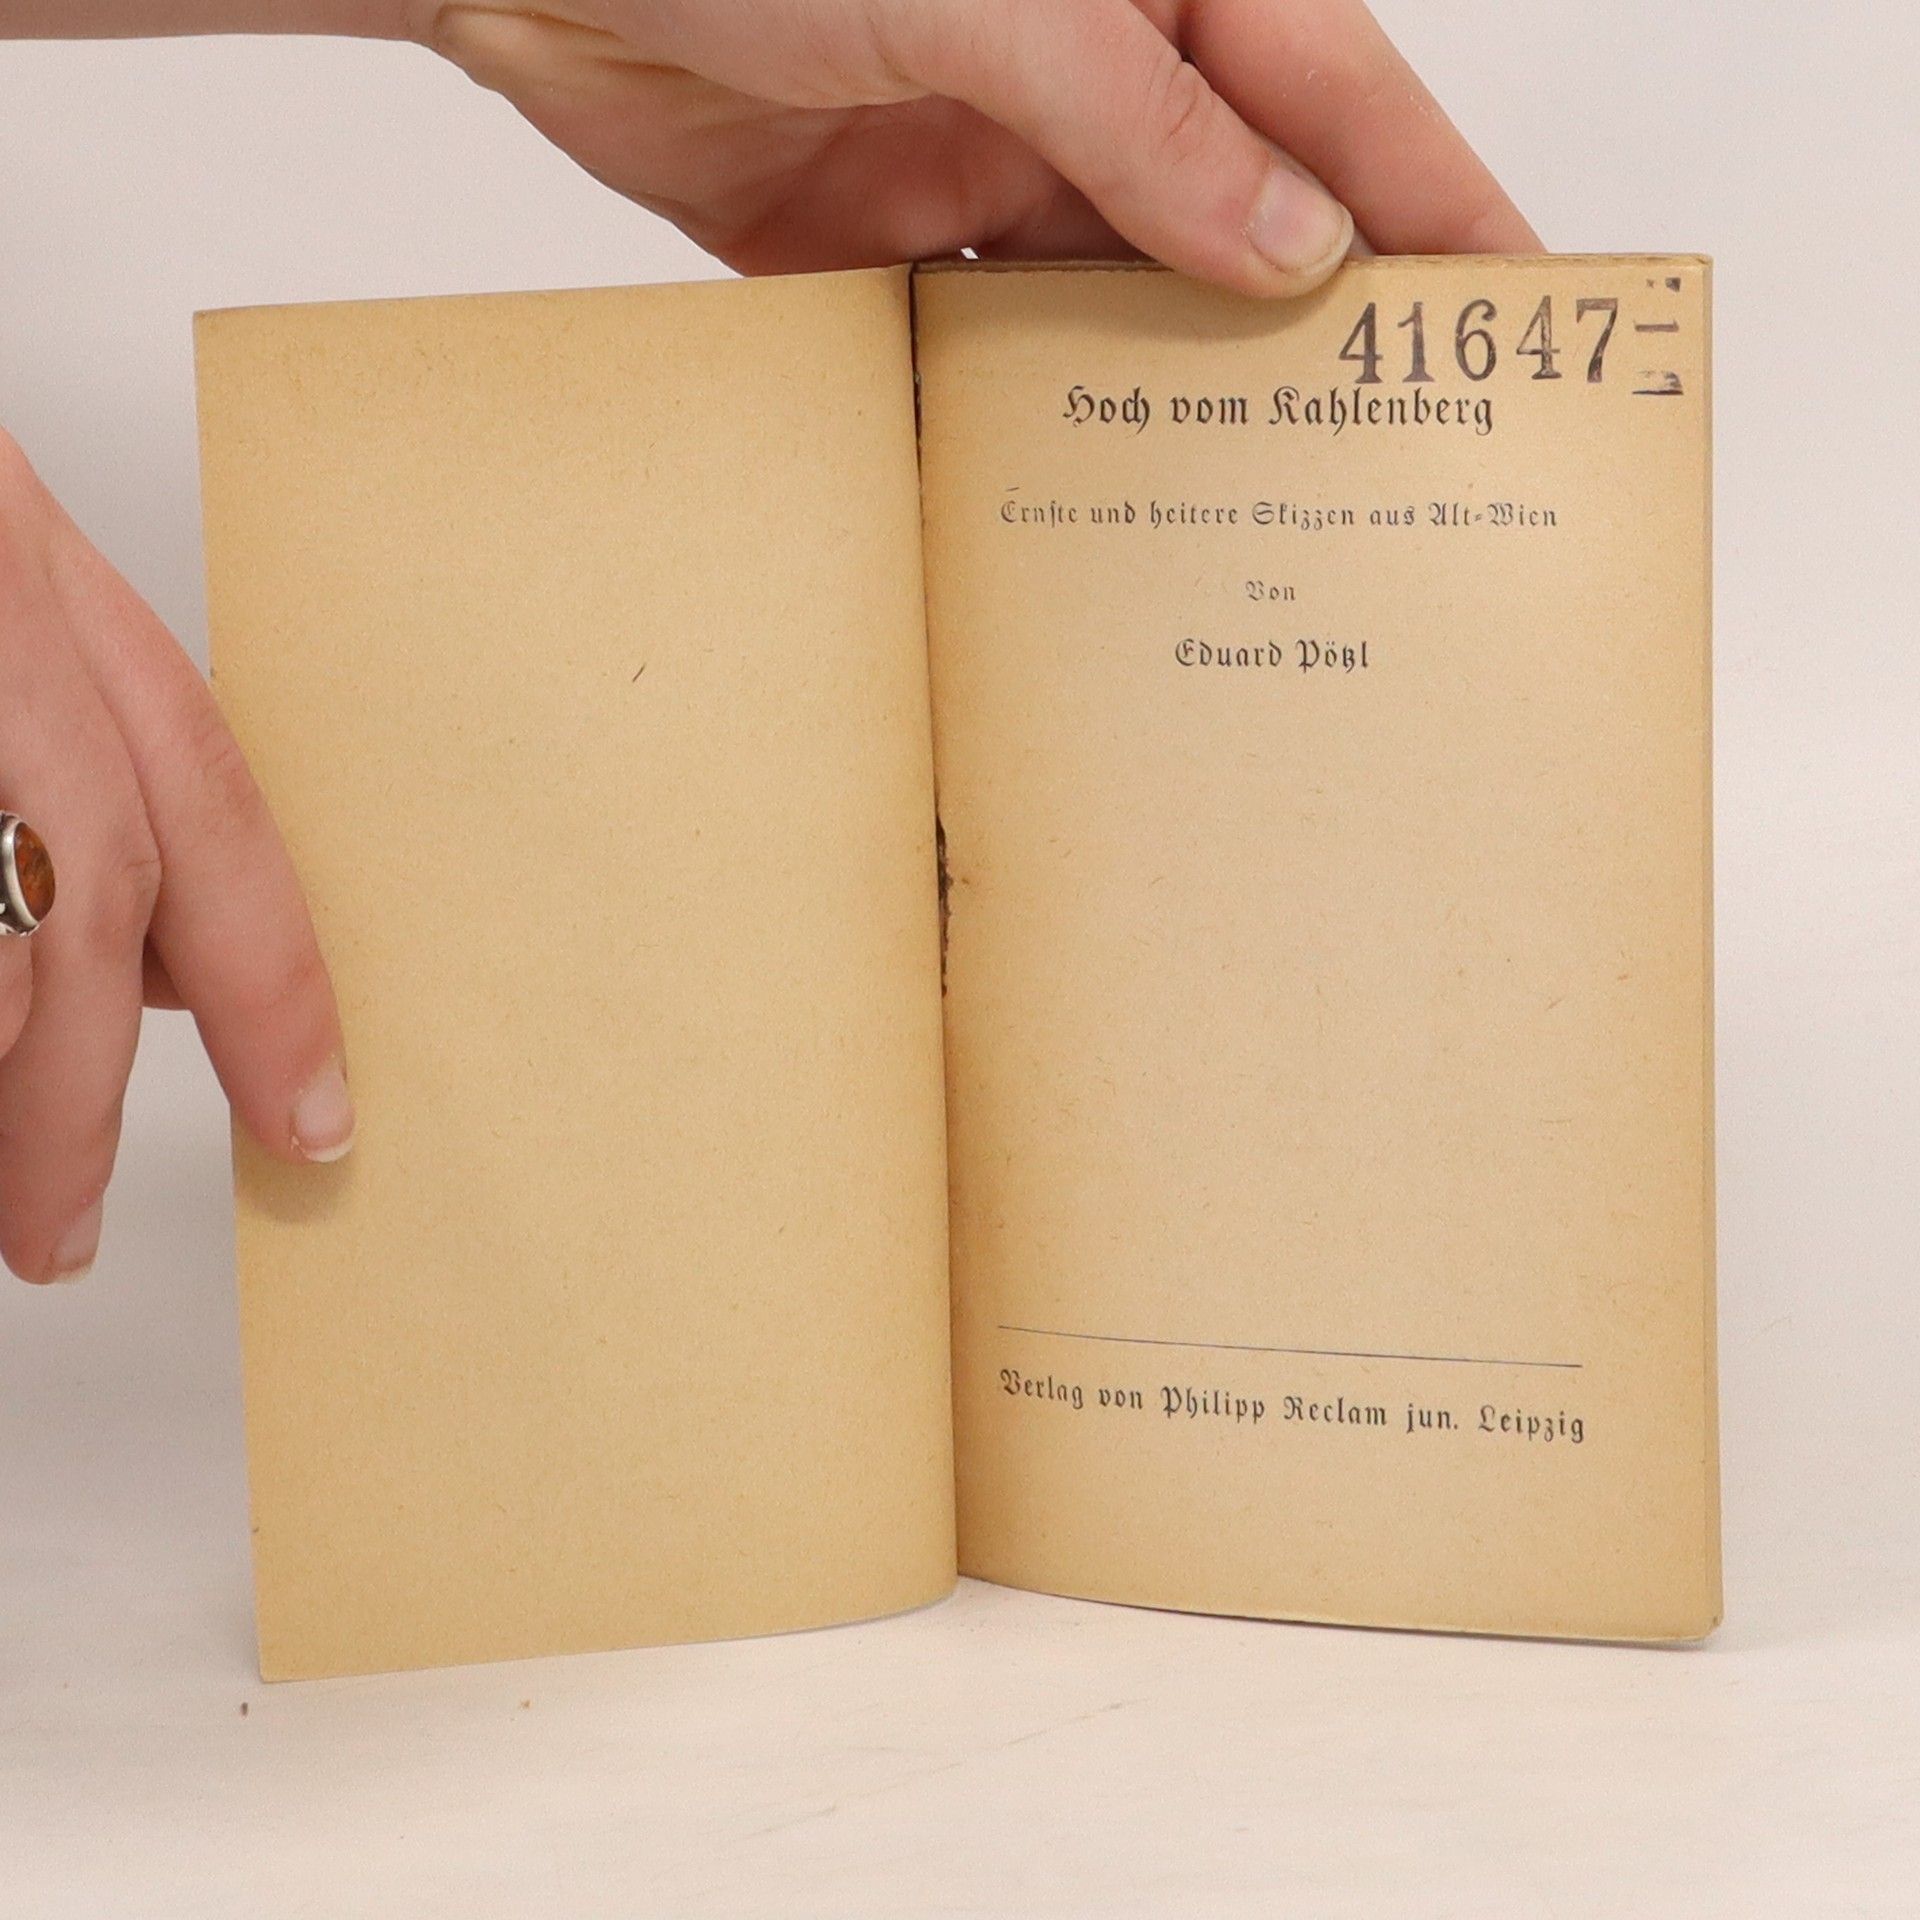 41647
Hoch vom Kahlenberg
Ernste und heitere Skizzen aus Alt-Wien
Von
Eduard Pötzl
Verlag von Philipp Reclam jun. Leipzig